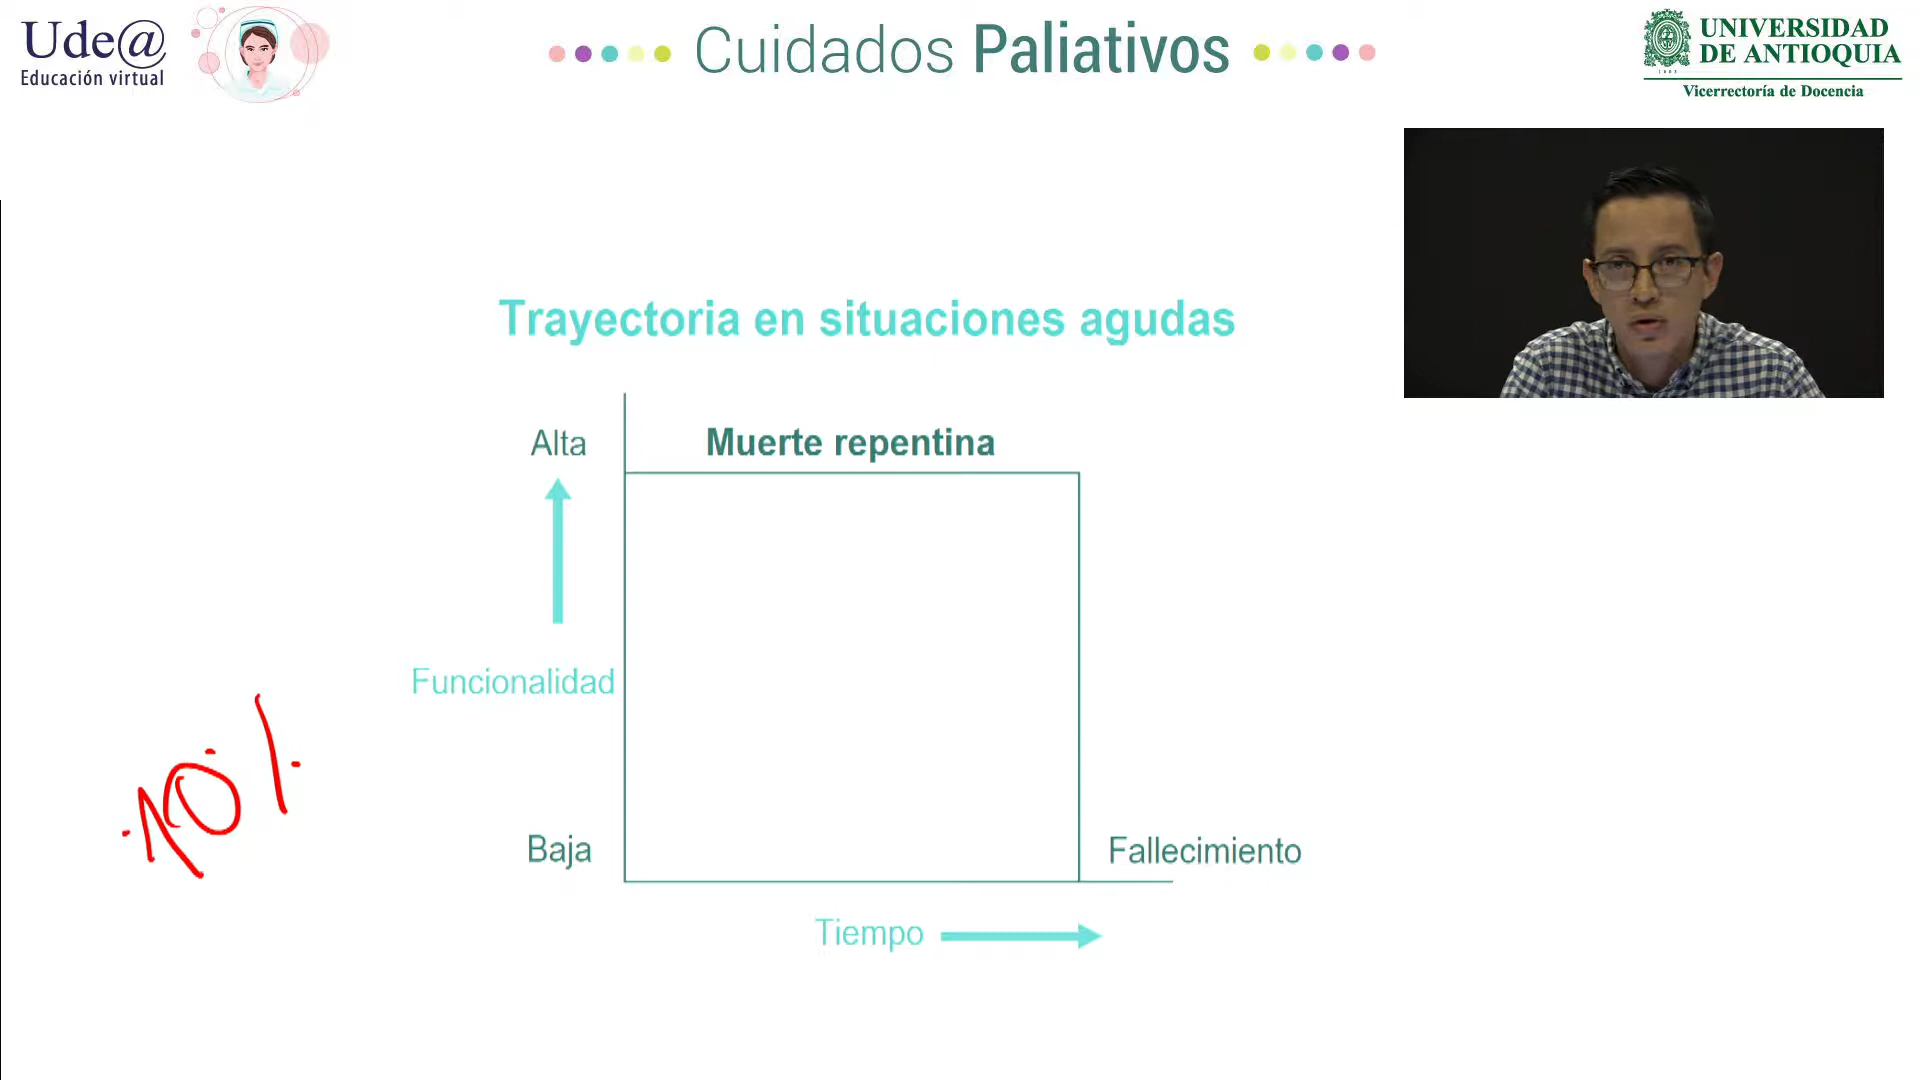 Ude@
Educación virtual
Cuidados Paliativos
UNIVERSIDAD
DE ANTIOQUIA
1803
Vicerrectoría de Docencia
Trayectoria en situaciones agudas
Alta
Muerte repentina
Funcionalidad
10%
Baja
Fallecimiento
Tiempo